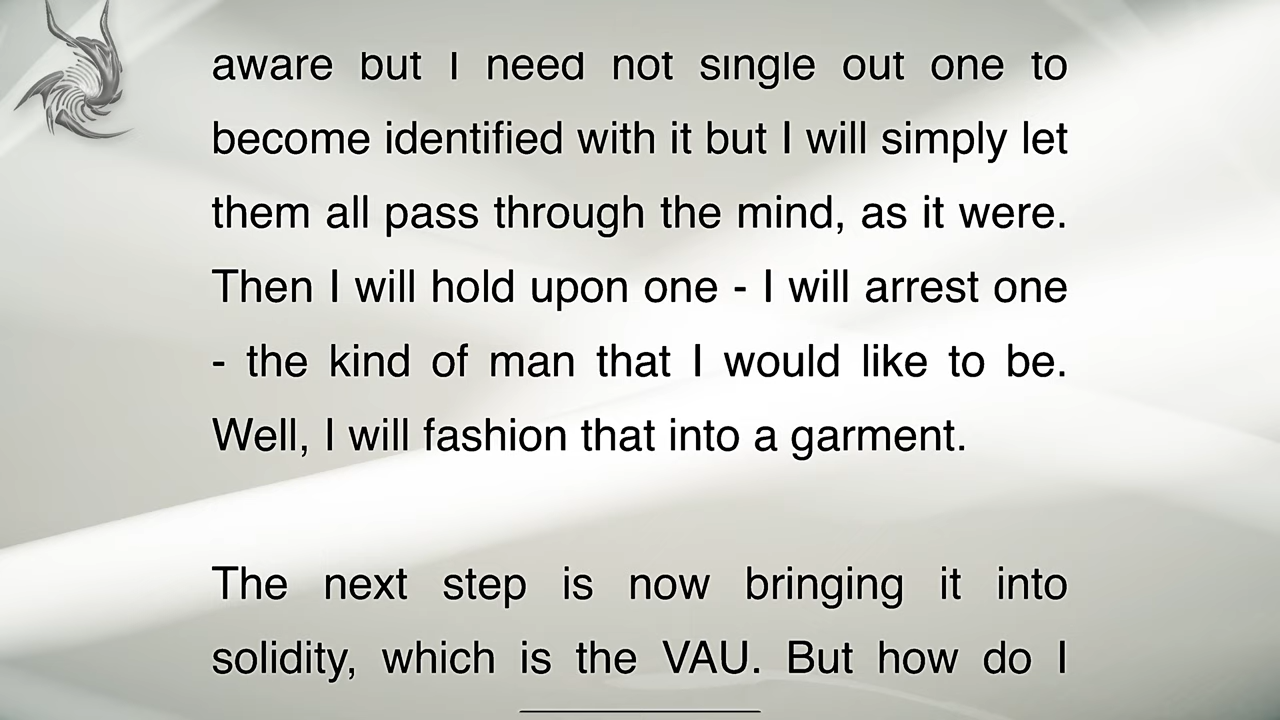 aware but I need not single out one to
become identified with it but I will simply let
them all pass through the mind, as it were.
Then I will hold upon one - I will arrest one
- the kind of man that I would like to be.
Well, I will fashion that into a garment.
The next step is now bringing it into
solidity, which is the VAU. But how do I